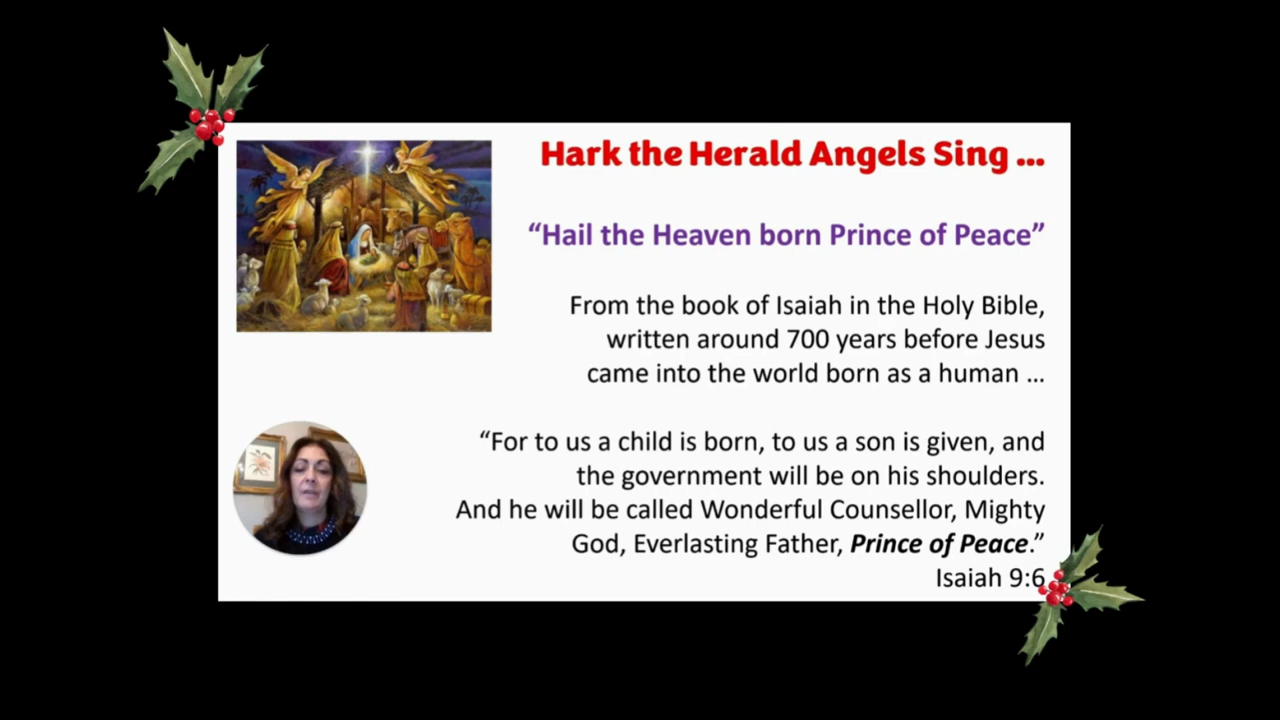 Hark the Herald Angels Sing ...
“Hail the Heaven born Prince of Peace”
From the book of Isaiah in the Holy Bible,
written around 700 years before Jesus
came into the world born as a human ...
“For to us a child is born, to us a son is given, and
the government will be on his shoulders.
And he will be called Wonderful Counsellor, Mighty
God, Everlasting Father, Prince of Peace.”
Isaiah 9:6